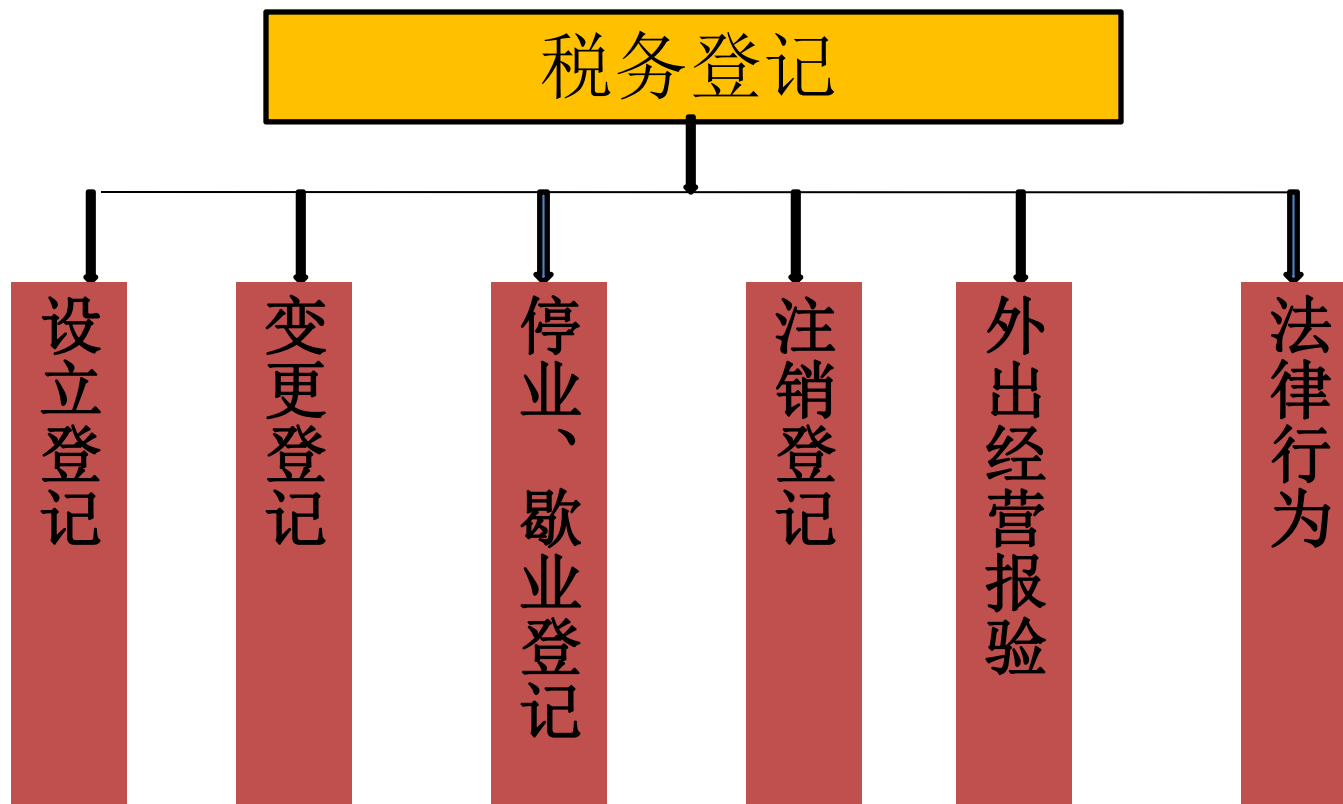 税务登记
设立登记
变更登记
停业、歇业登记
注销登记
外出经营报验
法律行为